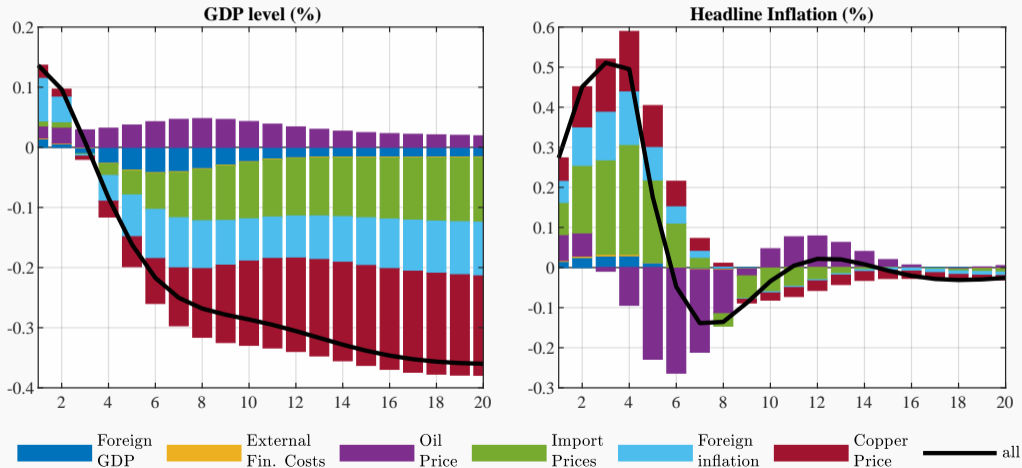 GDP level (%)
0.2
0.1
0
-0.1
-0.2
-0.3
-0.4
2 4 6 8 10 12 14 16 18 20
Headline Inflation (%)
0.6
0.5
0.4
0.3
0.2
0.1
0
-0.1
-0.2
-0.3
2 4 6 8 10 12 14 16 18 20
Foreign
GDP
External
Fin. Costs
Oil
Price
Import
Prices
Foreign
inflation
Copper
Price
all